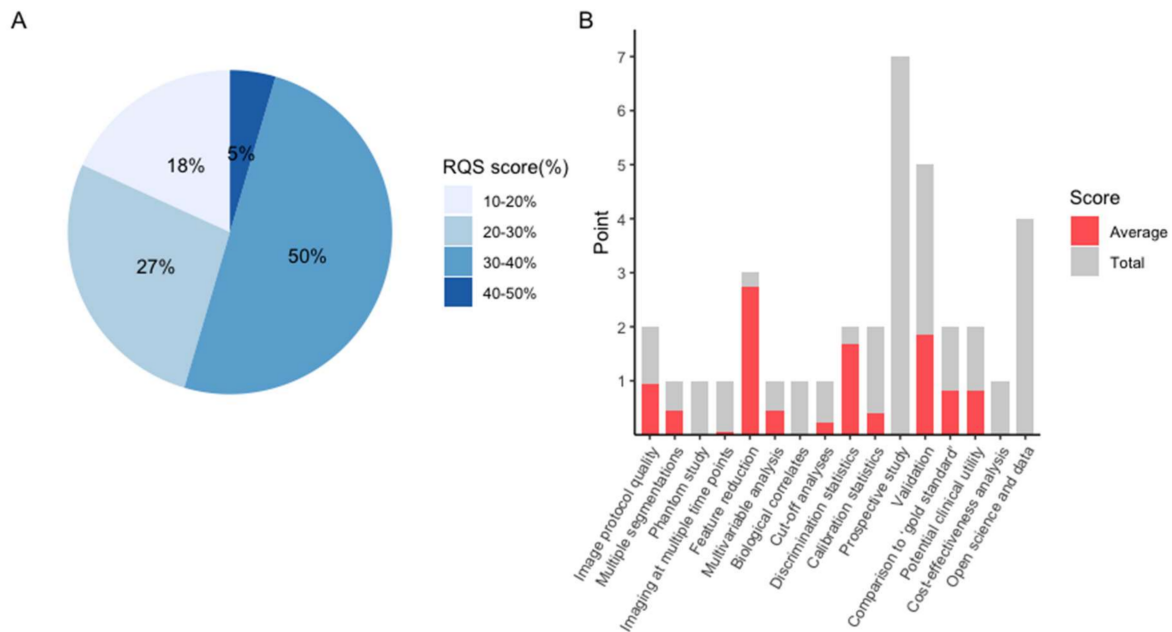 A
18%
5%
27%
50%
RQS score(%)
10-20%
20-30%
30-40%
40-50%
B
Point
7
6
5
4
3
2
1
Image protocol quality
Multiple segmentations
Phantom study
Imaging at multiple time points
Feature reduction
Multivariable analysis
Biological correlates
Cut-off analyses
Discrimination statistics
Calibration statistics
Prospective study
Validation
Comparison to 'gold standard'
Potential clinical utility
Cost-effectiveness analysis
Open science and data
Score
Average
Total